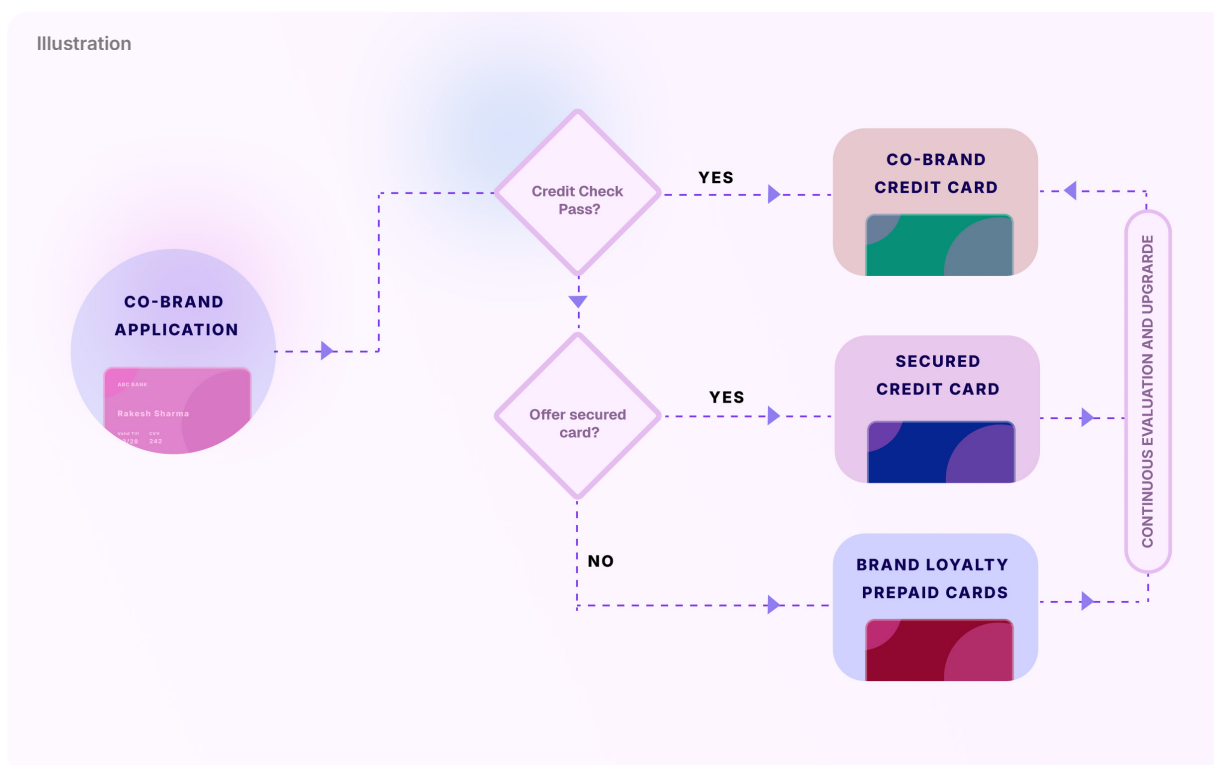 Illustration
CO-BRAND
APPLICATION
ABC BANK
Rakesh Sharma
CVV
242
Credit Check
Pass?
YES
CO-BRAND
CREDIT CARD
Offer secured
card?
YES
SECURED
CREDIT CARD
NO
BRAND LOYALTY
PREPAID CARDS
CONTINUOUS EVALUATION AND UPGRARDE